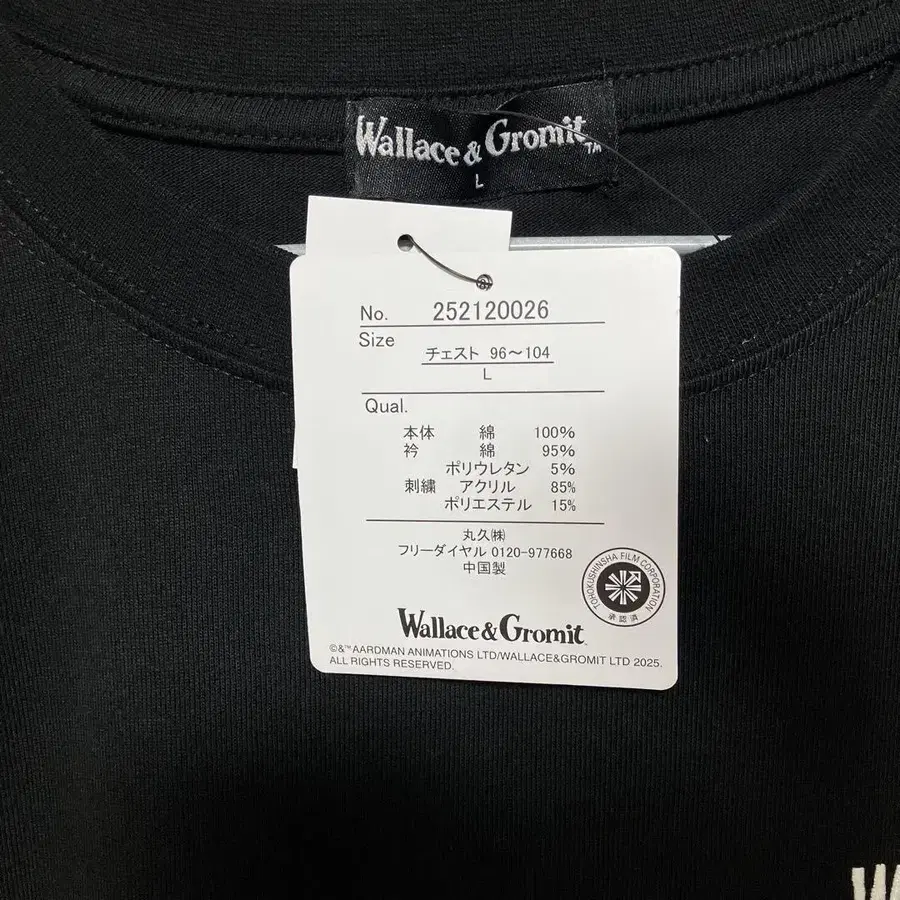 Wallace & Gromit
TM
L
No. 252120026
Size
チェスト 96〜104
L
Qual.
本体 綿 100%
衿 綿 95%
ポリウレタン 5%
刺繍 アクリル 85%
ポリエステル 15%
丸久㈱
フリーダイヤル 0120-977668
中国製
TOHOKUSHINSHA FILM CORPORATION
承認済
Wallace & Gromit
©&™AARDMAN ANIMATIONS LTD/WALLACE&GROMIT LTD 2025.
ALL RIGHTS RESERVED.